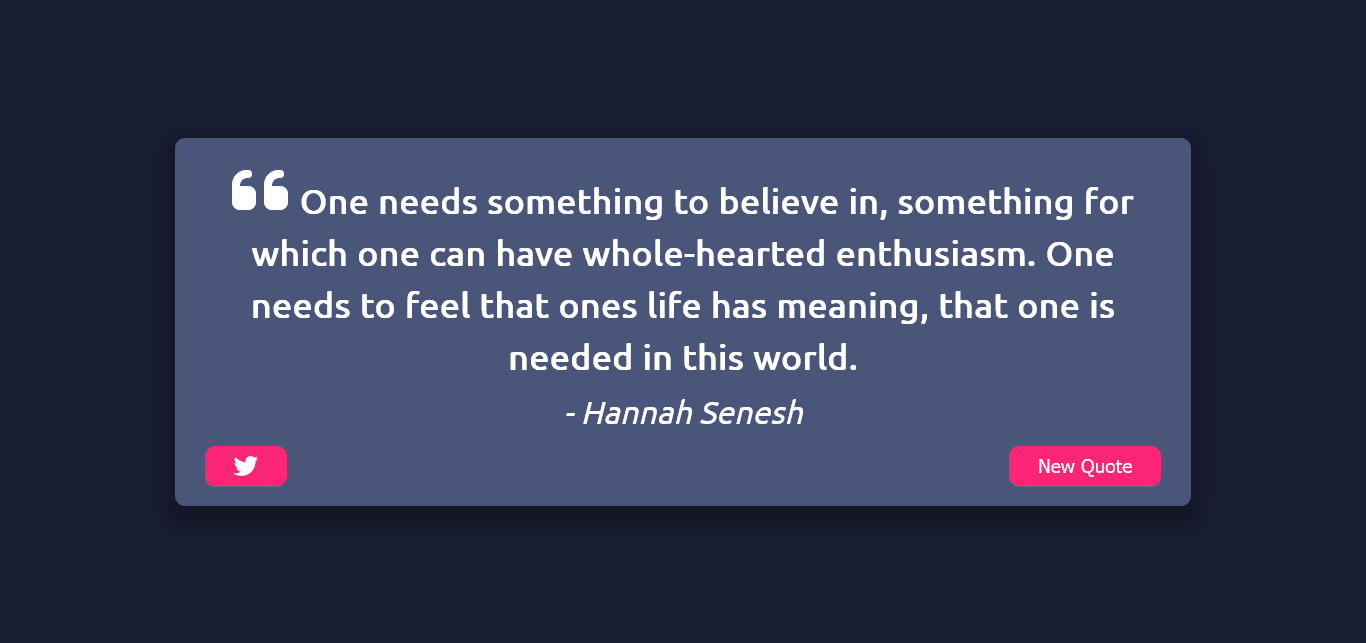 ❝ One needs something to believe in, something for
which one can have whole-hearted enthusiasm. One
needs to feel that ones life has meaning, that one is
needed in this world.
- Hannah Senesh
New Quote